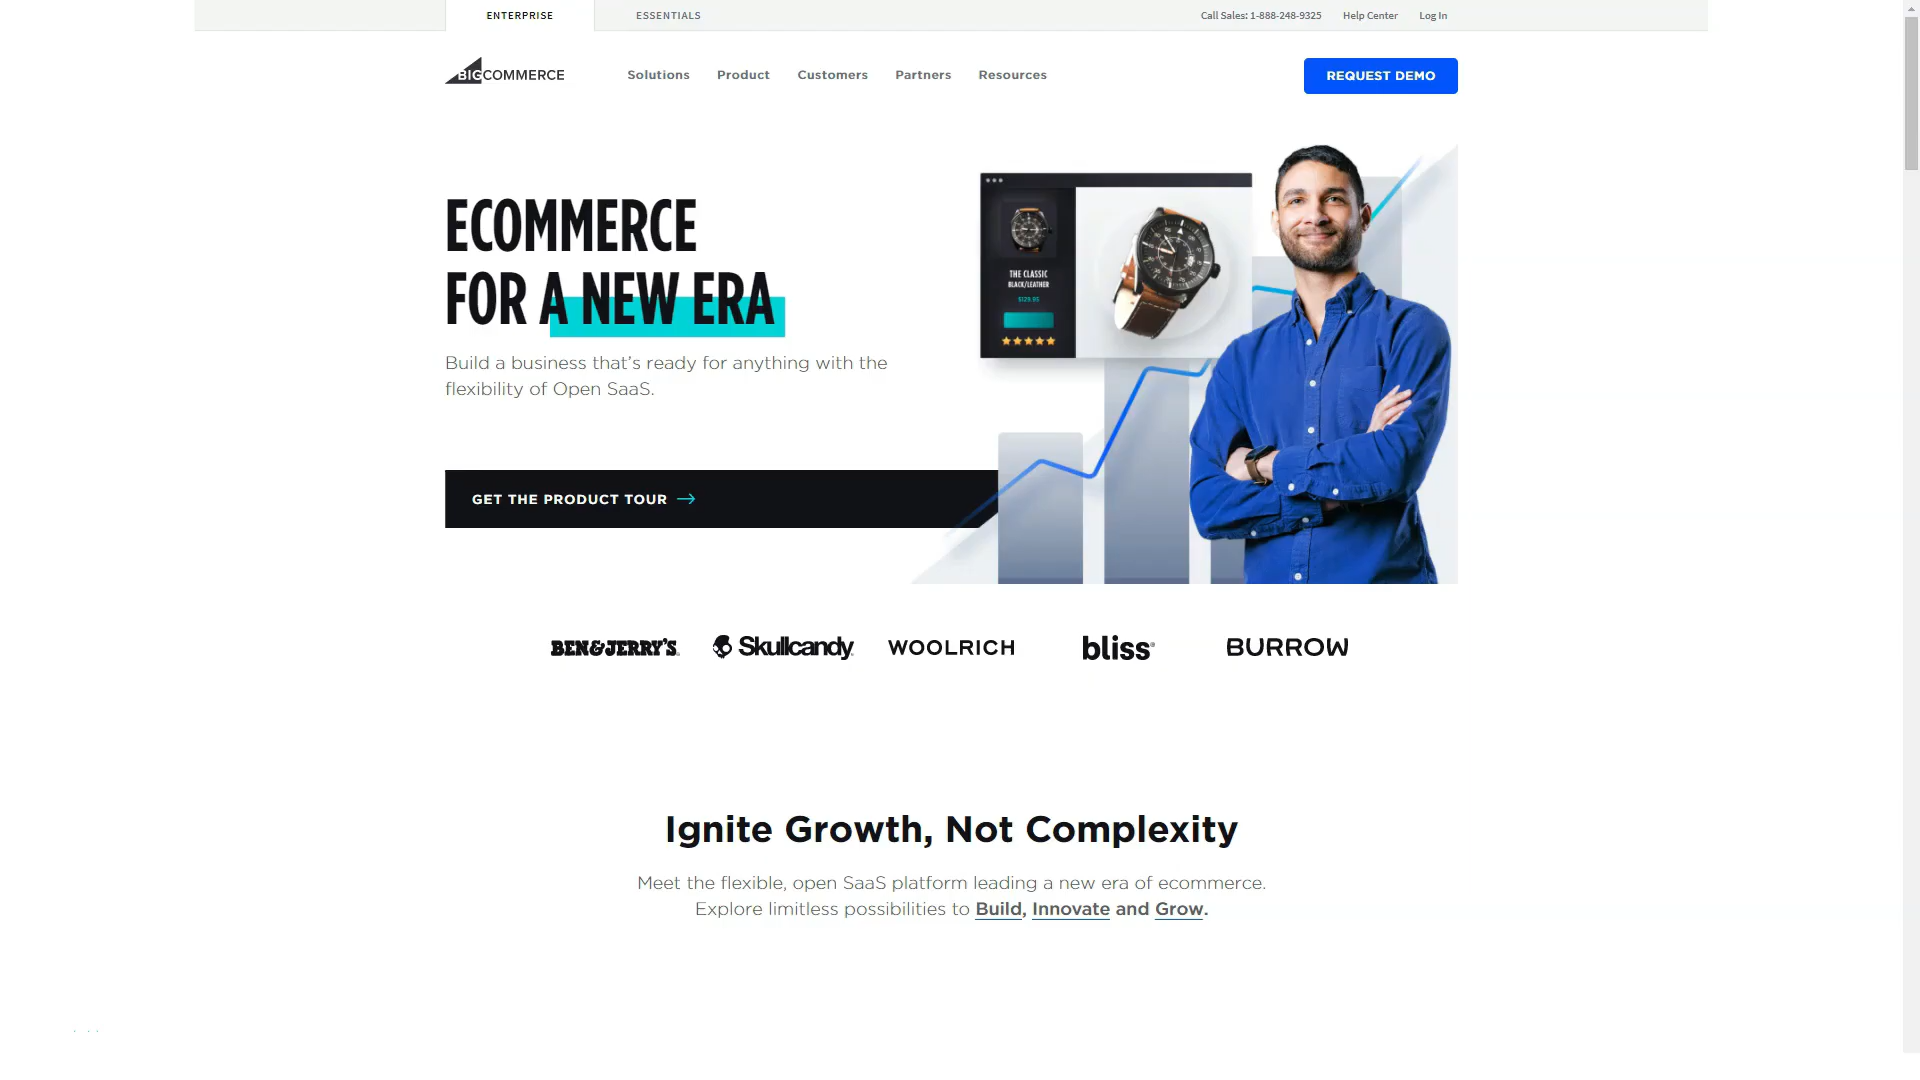 ENTERPRISE
ESSENTIALS
Call Sales: 1-888-248-9325
Help Center
Log In
BIGCOMMERCE
Solutions
Product
Customers
Partners
Resources
REQUEST DEMO
ECOMMERCE
FOR A NEW ERA
Build a business that’s ready for anything with the
flexibility of Open SaaS.
GET THE PRODUCT TOUR
THE CLASSIC
BLACK/LEATHER
$129.95
BEN&JERRY'S
Skullcandy
WOOLRICH
bliss
BURROW
Ignite Growth, Not Complexity
Meet the flexible, open SaaS platform leading a new era of ecommerce.
Explore limitless possibilities to Build, Innovate and Grow.